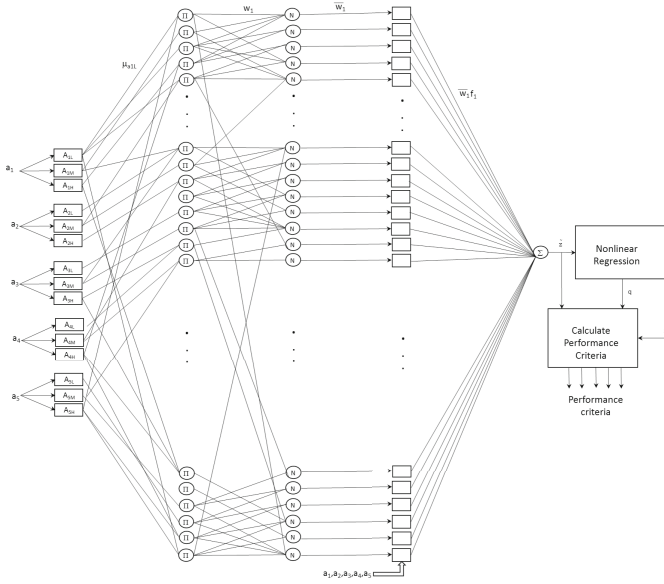 Π w₁ N w̅₁
Π N
Π N
μₐ₁L Π N
Π N
w̅₁f₁
Π N
A₁L
a₁ A₁M Π N
A₁H Π N
Π N
A₂L Π N
a₂ A₂M Π N
A₂H Π N
Σ ẑ
Nonlinear
Regression
A₃L Π N
a₃ A₃M
A₃H
q
A₄L
a₄ A₄M
A₄H
Calculate
Performance
Criteria
A₅L
a₅ A₅M
A₅H
Performance
criteria
Π N
Π N
Π N
Π N
Π N
Π N
a₁,a₂,a₃,a₄,a₅